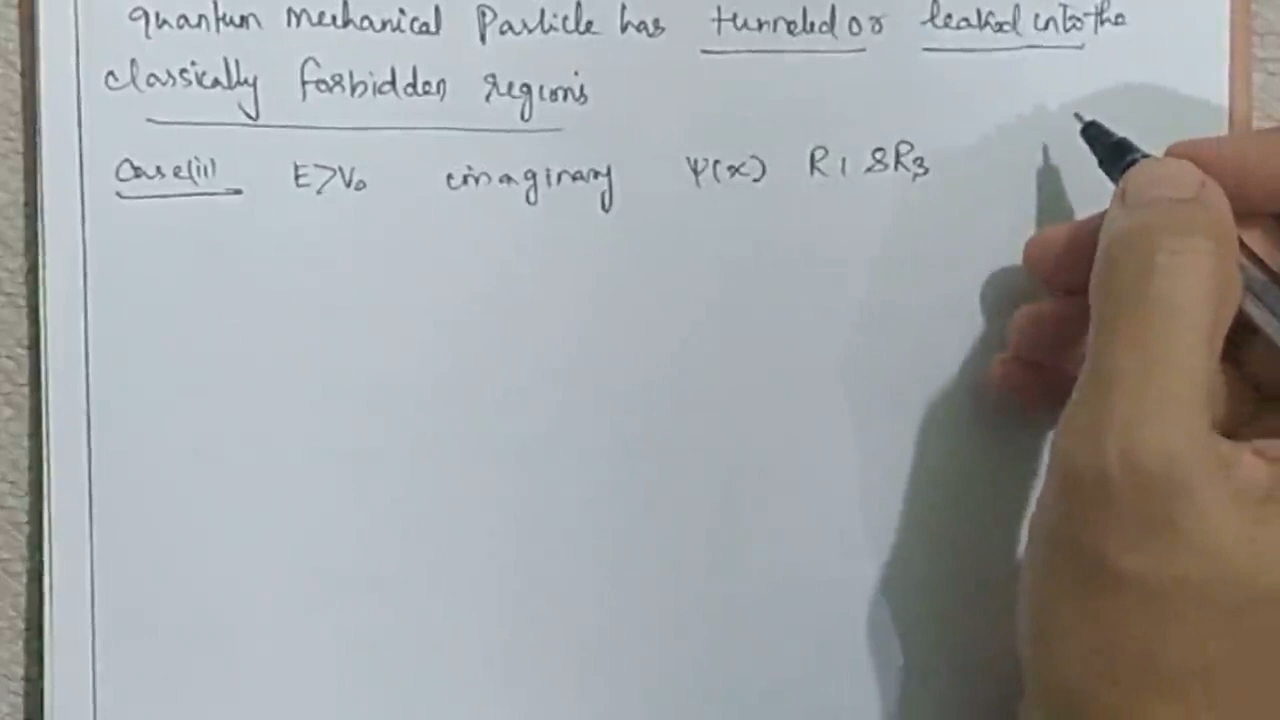 quantum mechanical Particle has tunneled or leaked into the
classically forbidden regions
Case(ii) E>V₀ imaginary ψ(x) R1 & R3